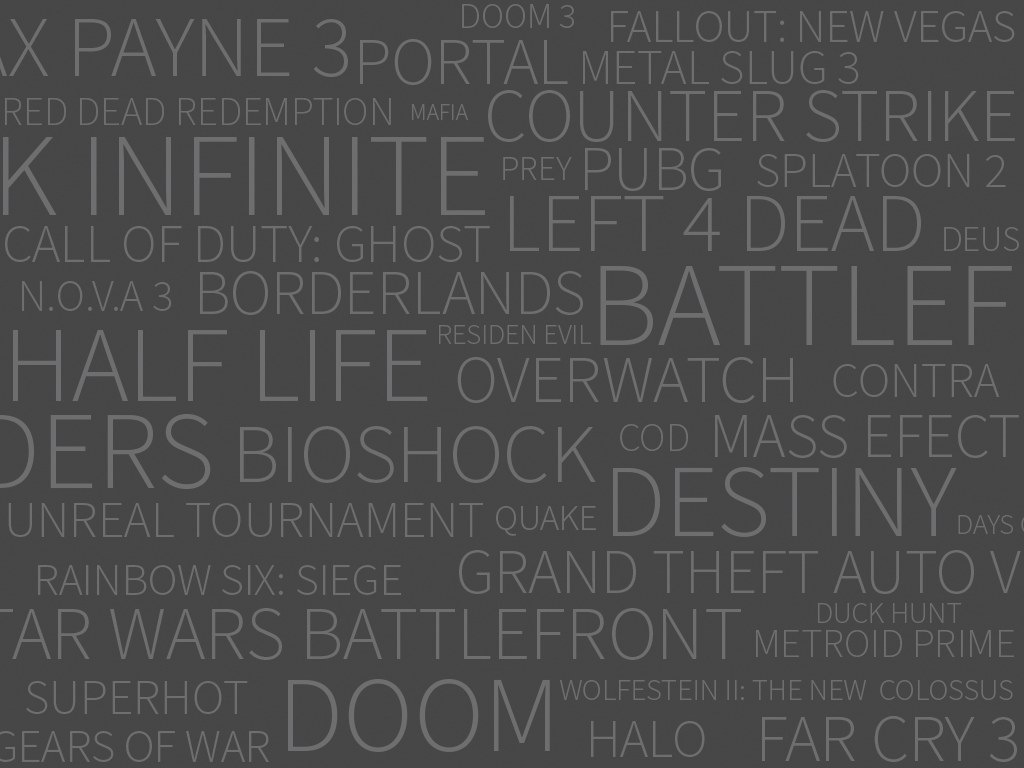 DOOM 3
AX PAYNE 3
PORTAL
FALLOUT: NEW VEGAS
METAL SLUG 3
RED DEAD REDEMPTION
MAFIA
COUNTER STRIKE
K INFINITE
PREY
PUBG
SPLATOON 2
CALL OF DUTY: GHOST
LEFT 4 DEAD
DEUS
N.O.V.A 3
BORDERLANDS
BATTLEF
HALF LIFE
RESIDEN EVIL
OVERWATCH
CONTRA
DERS
BIOSHOCK
COD
MASS EFECT
UNREAL TOURNAMENT
QUAKE
DESTINY
DAYS
RAINBOW SIX: SIEGE
GRAND THEFT AUTO V
TAR WARS BATTLEFRONT
DUCK HUNT
METROID PRIME
SUPERHOT
DOOM
WOLFESTEIN II: THE NEW COLOSSUS
GEARS OF WAR
HALO
FAR CRY 3